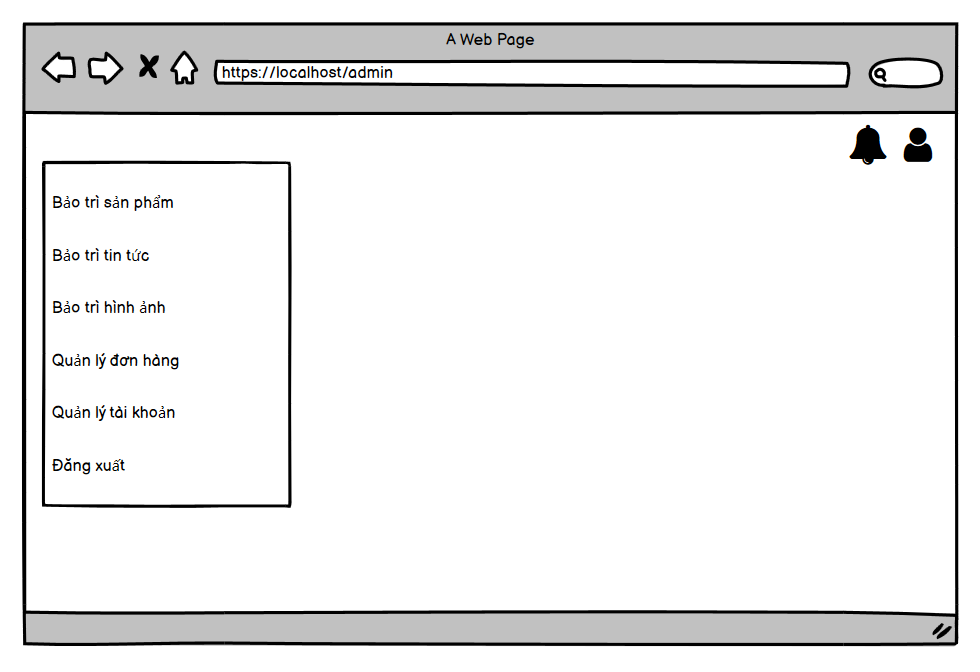 A Web Page
https://localhost/admin
Bảo trì sản phẩm
Bảo trì tin tức
Bảo trì hình ảnh
Quản lý đơn hàng
Quản lý tài khoản
Đăng xuất